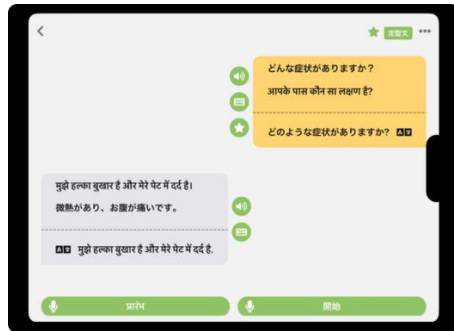 定型文
どんな症状がありますか？
आपके पास कौन सा लक्षण है?
どのような症状がありますか?
मुझे हल्का बुखार है और मेरे पेट में दर्द है।
微熱があり、お腹が痛いです。
मुझे हल्का बुखार है और मेरे पेट में दर्द है.
प्रारंभ
開始